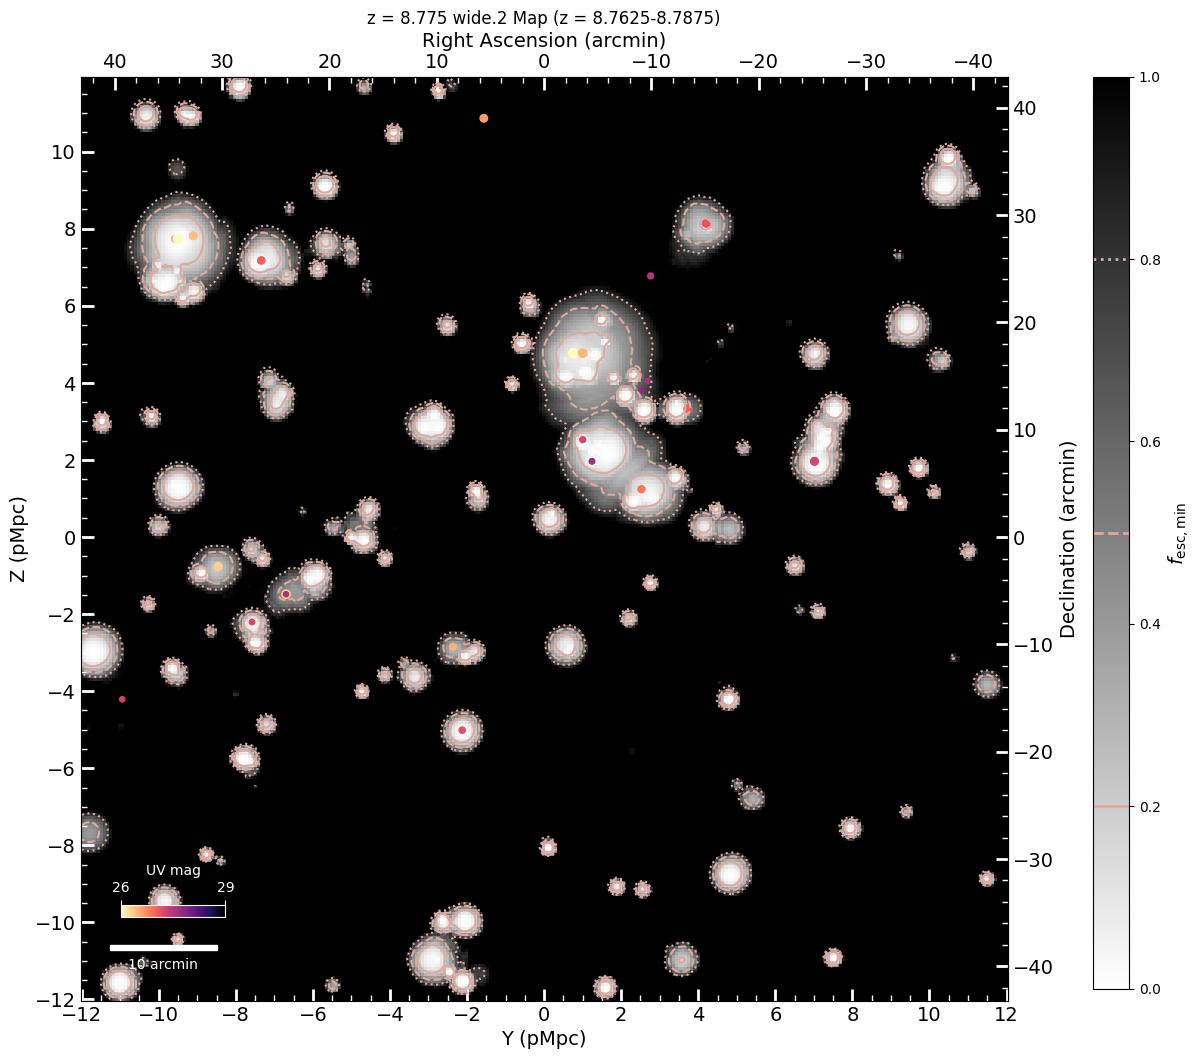 z = 8.775 wide.2 Map (z = 8.7625-8.7875)
Right Ascension (arcmin)
40 30 20 10 0 −10 −20 −30 −40
10
8
6
4
2
0
−2
−4
−6
−8
−10
−12
Z (pMpc)
40
30
20
10
0
−10
−20
−30
−40
Declination (arcmin)
1.0
0.8
0.6
0.4
0.2
0.0
fesc,min
UV mag
26 29
10 arcmin
−12 −10 −8 −6 −4 −2 0 2 4 6 8 10 12
Y (pMpc)